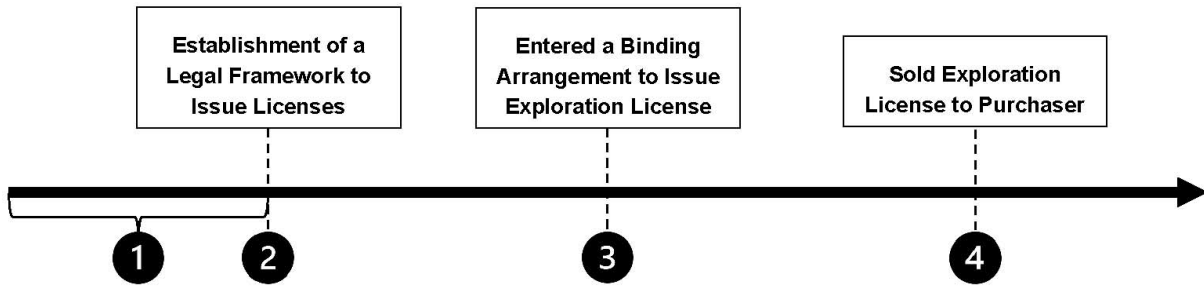 Establishment of a
Legal Framework to
Issue Licenses
Entered a Binding
Arrangement to Issue
Exploration License
Sold Exploration
License to Purchaser
1
2
3
4